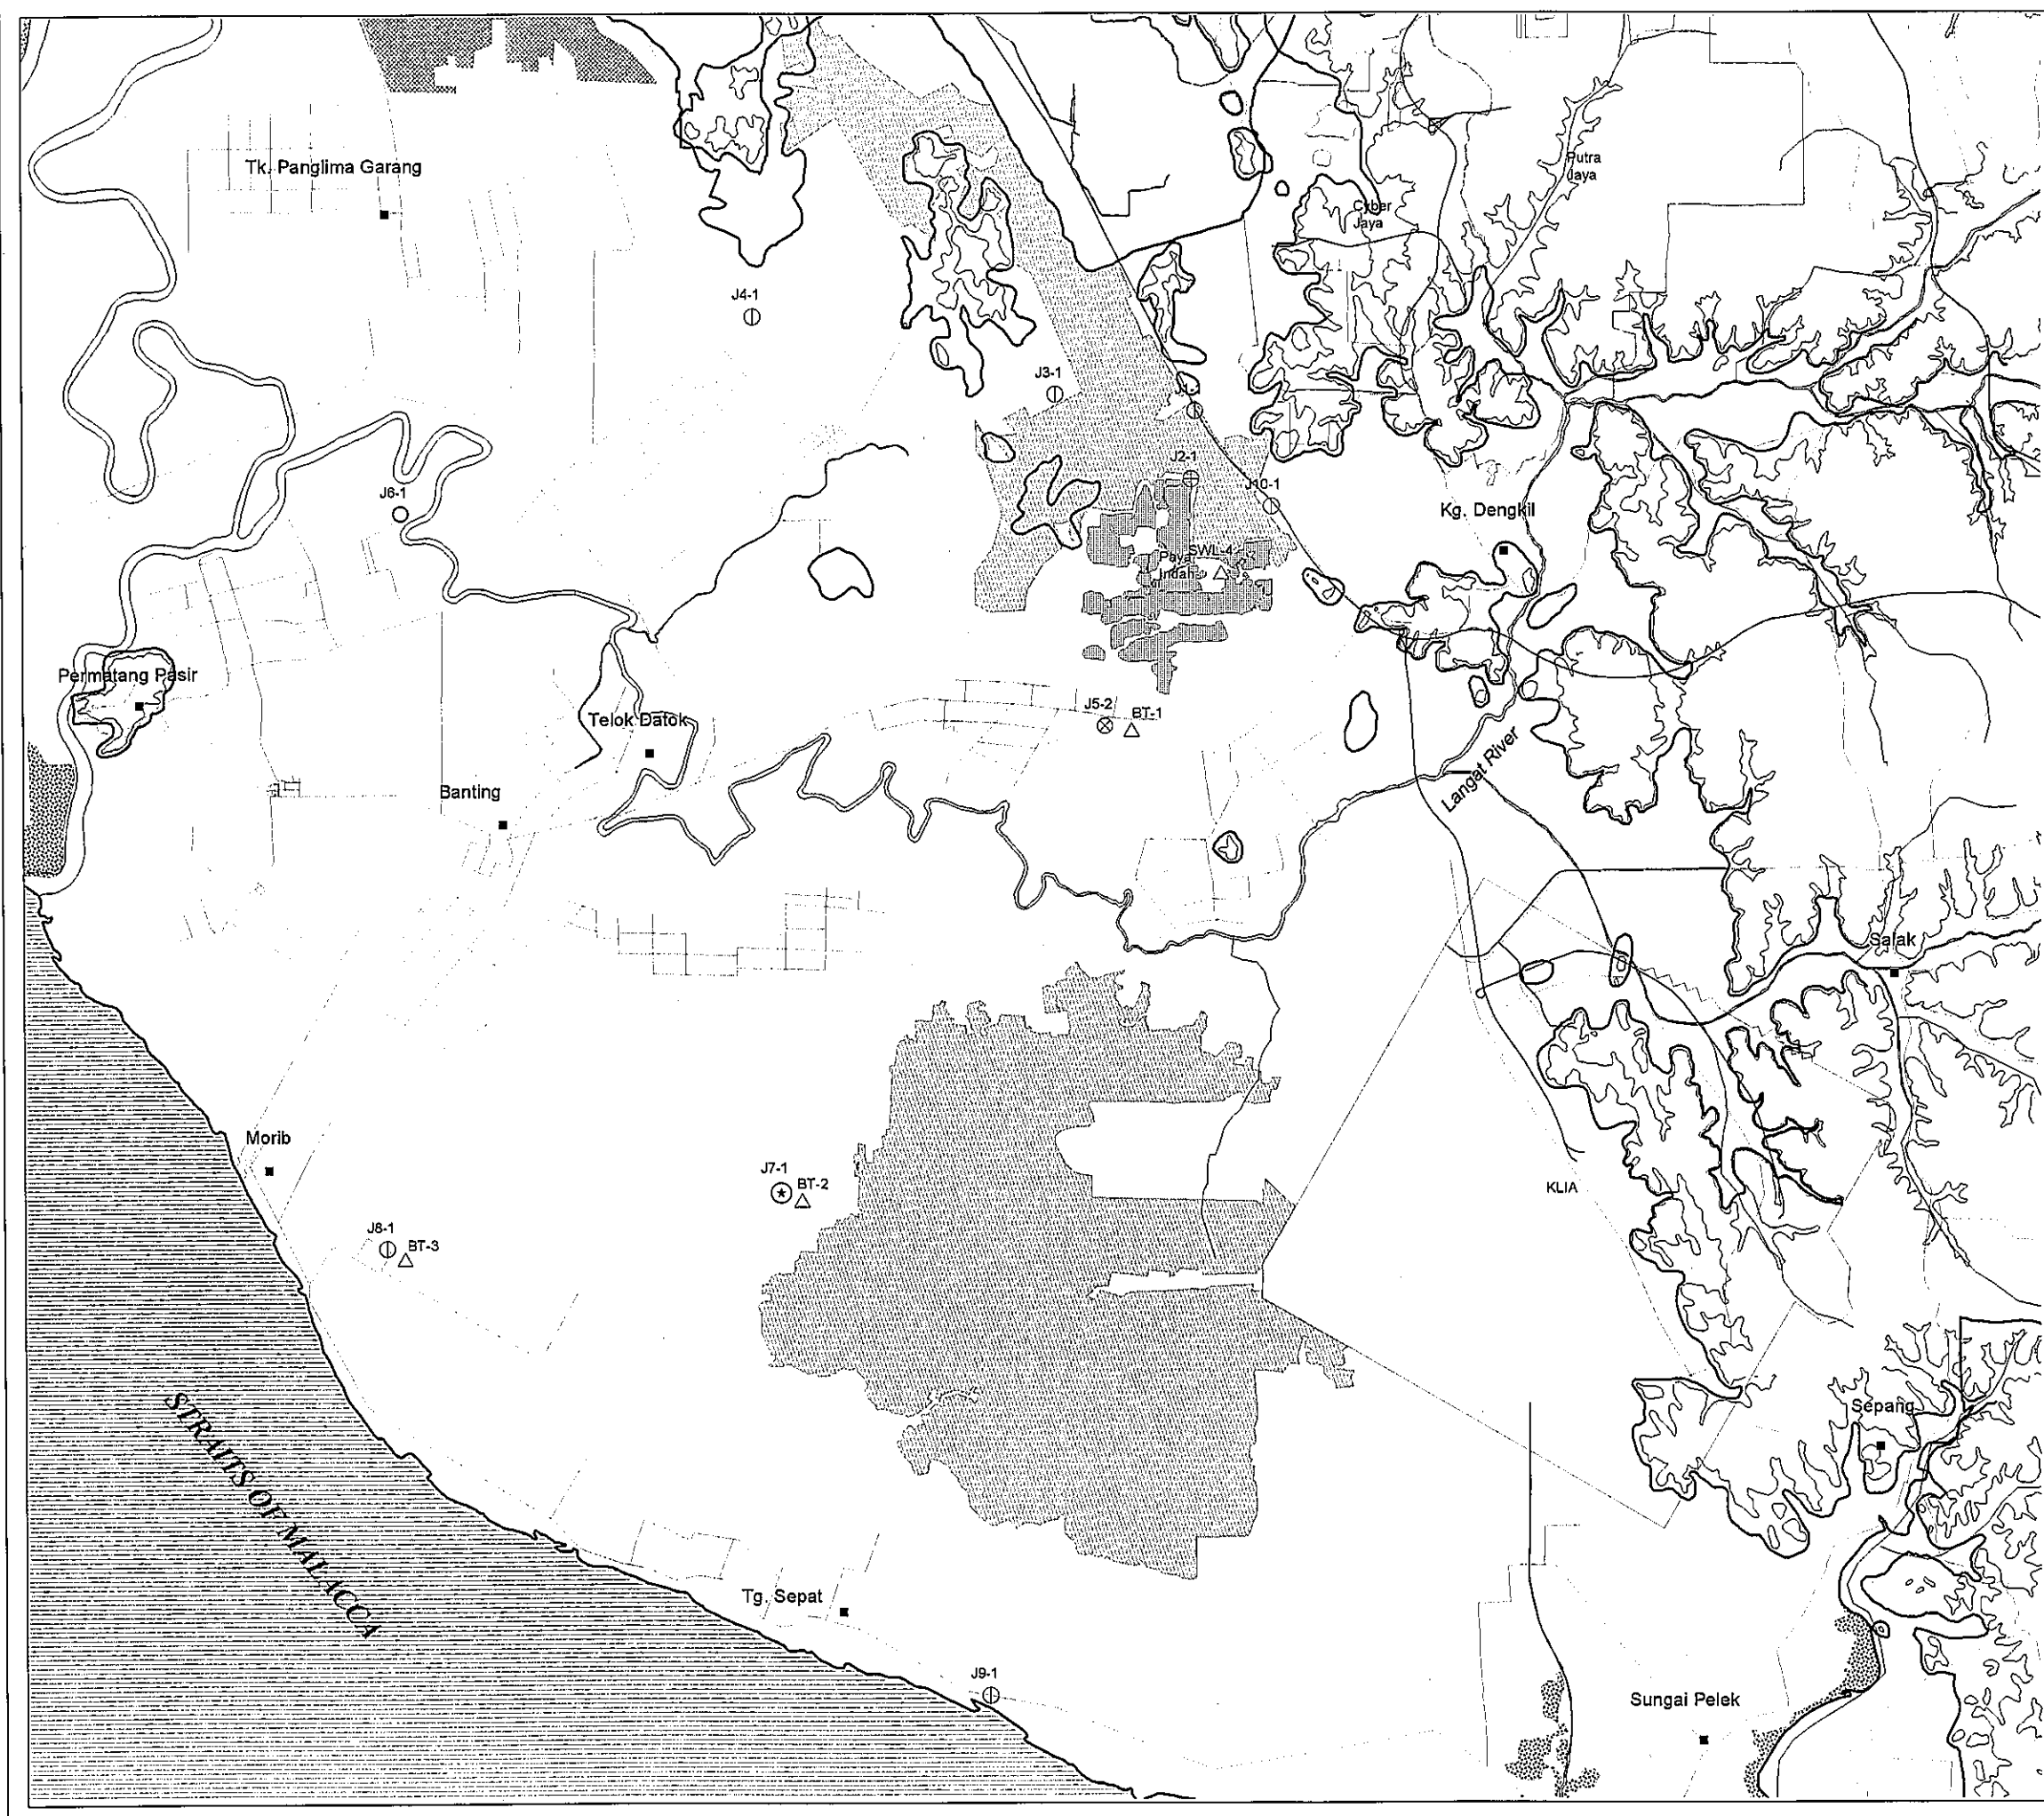 Tk. Panglima Garang
Putra
Jaya
Cyber
Jaya
J4-1
J3-1
J2-1
J10-1
J6-1
Kg. Dengkil
SWL-4
Paya
Indah
Permatang Pasir
Telok Datok
J5-2
BT-1
Langat River
Banting
Salak
Morib
J7-1
BT-2
KLIA
J8-1
BT-3
Sepang
STRAITS OF MALACCA
Tg. Sepat
J9-1
Sungai Pelek